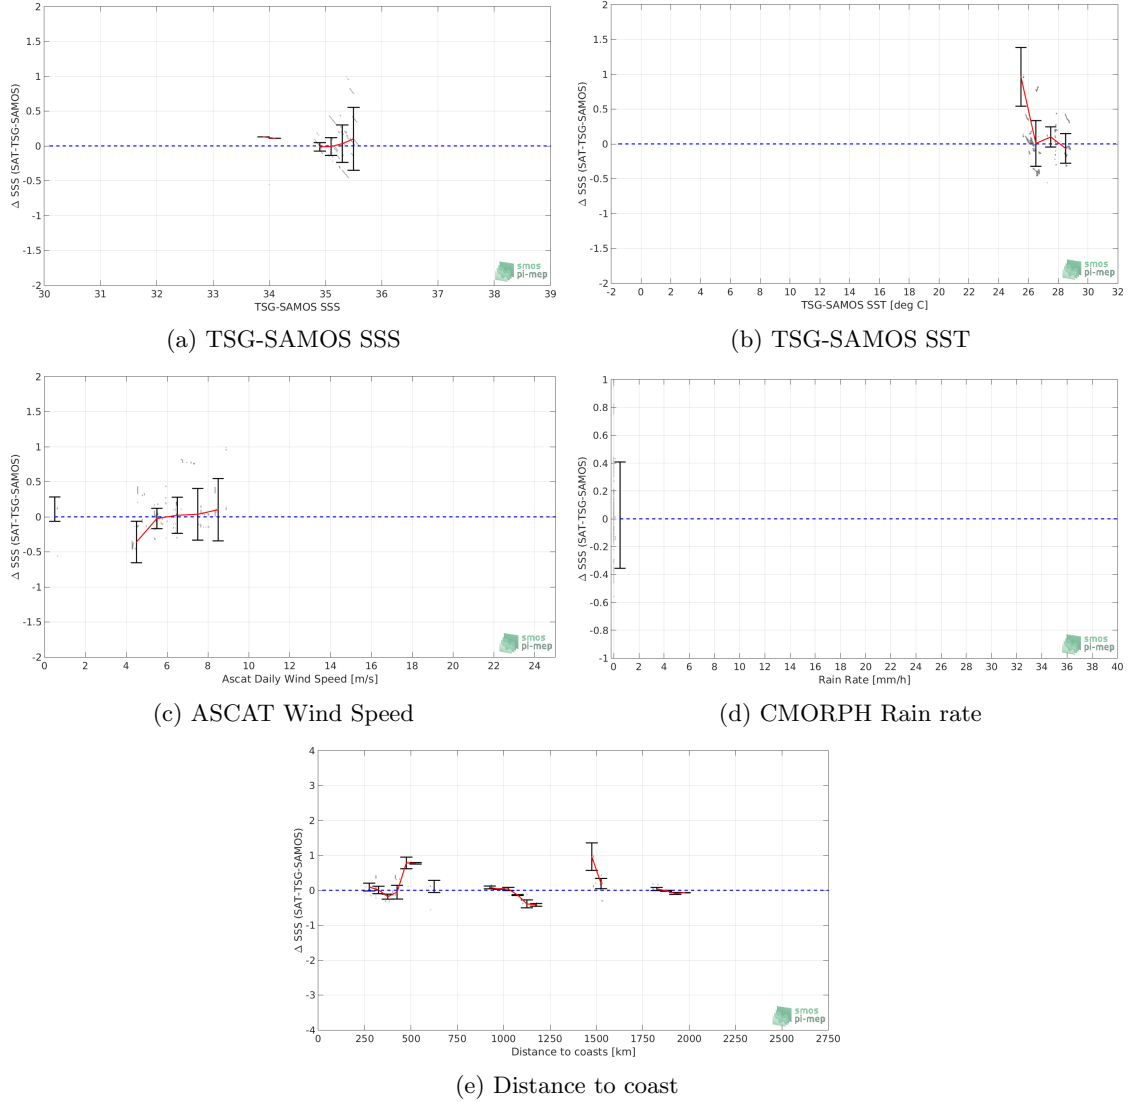 2
1.5
1
0.5
0
-0.5
-1
-1.5
-2
Δ SSS (SAT-TSG-SAMOS)
30 31 32 33 34 35 36 37 38 39
TSG-SAMOS SSS
smos
pi-mep
(a) TSG-SAMOS SSS
2
1.5
1
0.5
0
-0.5
-1
-1.5
-2
Δ SSS (SAT-TSG-SAMOS)
-2 0 2 4 6 8 10 12 14 16 18 20 22 24 26 28 30 32
TSG-SAMOS SST [deg C]
smos
pi-mep
(b) TSG-SAMOS SST
2
1.5
1
0.5
0
-0.5
-1
-1.5
-2
Δ SSS (SAT-TSG-SAMOS)
0 2 4 6 8 10 12 14 16 18 20 22 24
Ascat Daily Wind Speed [m/s]
smos
pi-mep
(c) ASCAT Wind Speed
1
0.8
0.6
0.4
0.2
0
-0.2
-0.4
-0.6
-0.8
-1
Δ SSS (SAT-TSG-SAMOS)
0 2 4 6 8 10 12 14 16 18 20 22 24 26 28 30 32 34 36 38 40
Rain Rate [mm/h]
smos
pi-mep
(d) CMORPH Rain rate
4
3
2
1
0
-1
-2
-3
-4
Δ SSS (SAT-TSG-SAMOS)
0 250 500 750 1000 1250 1500 1750 2000 2250 2500 2750
Distance to coasts [km]
smos
pi-mep
(e) Distance to coast